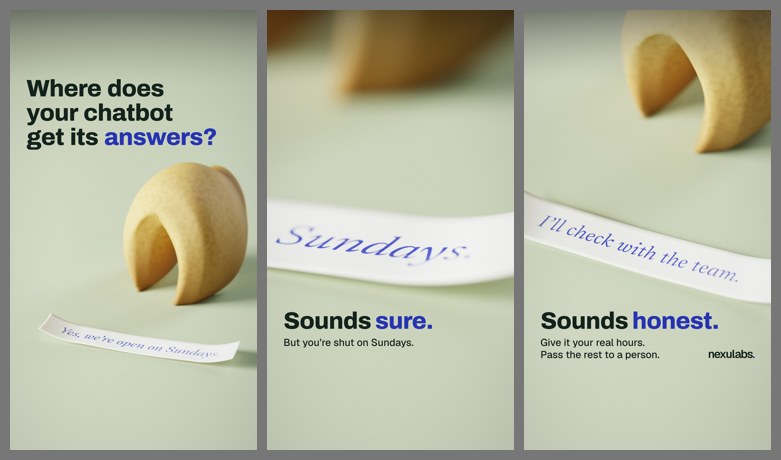 Where does
your chatbot
get its answers?
Yes, we're open on Sundays.
Sundays.
Sounds sure.
But you're shut on Sundays.
I'll check with the team.
Sounds honest.
Give it your real hours.
Pass the rest to a person.
nexulabs.